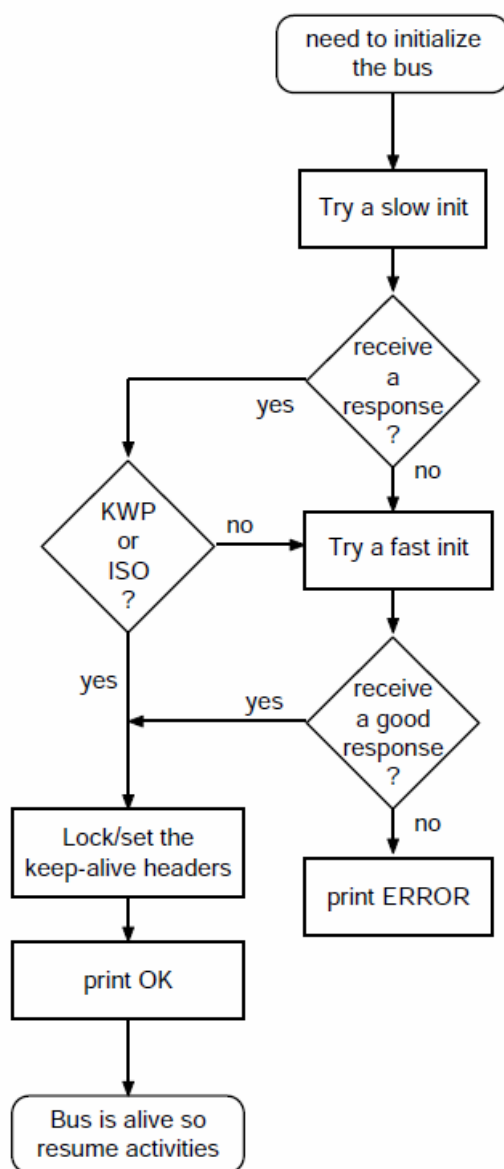 need to initialize
the bus
Try a slow init
receive
a
response
?
yes
no
KWP
or
ISO
?
no
Try a fast init
yes
yes
receive
a good
response
?
no
Lock/set the
keep-alive headers
print ERROR
print OK
Bus is alive so
resume activities